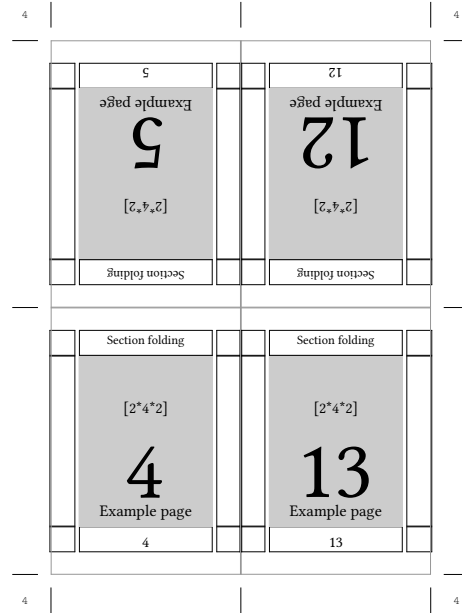 4 4
5
Example page
5
[2*4*2]
Section folding
12
Example page
12
[2*4*2]
Section folding
Section folding
[2*4*2]
4
Example page
4
Section folding
[2*4*2]
13
Example page
13
4 4